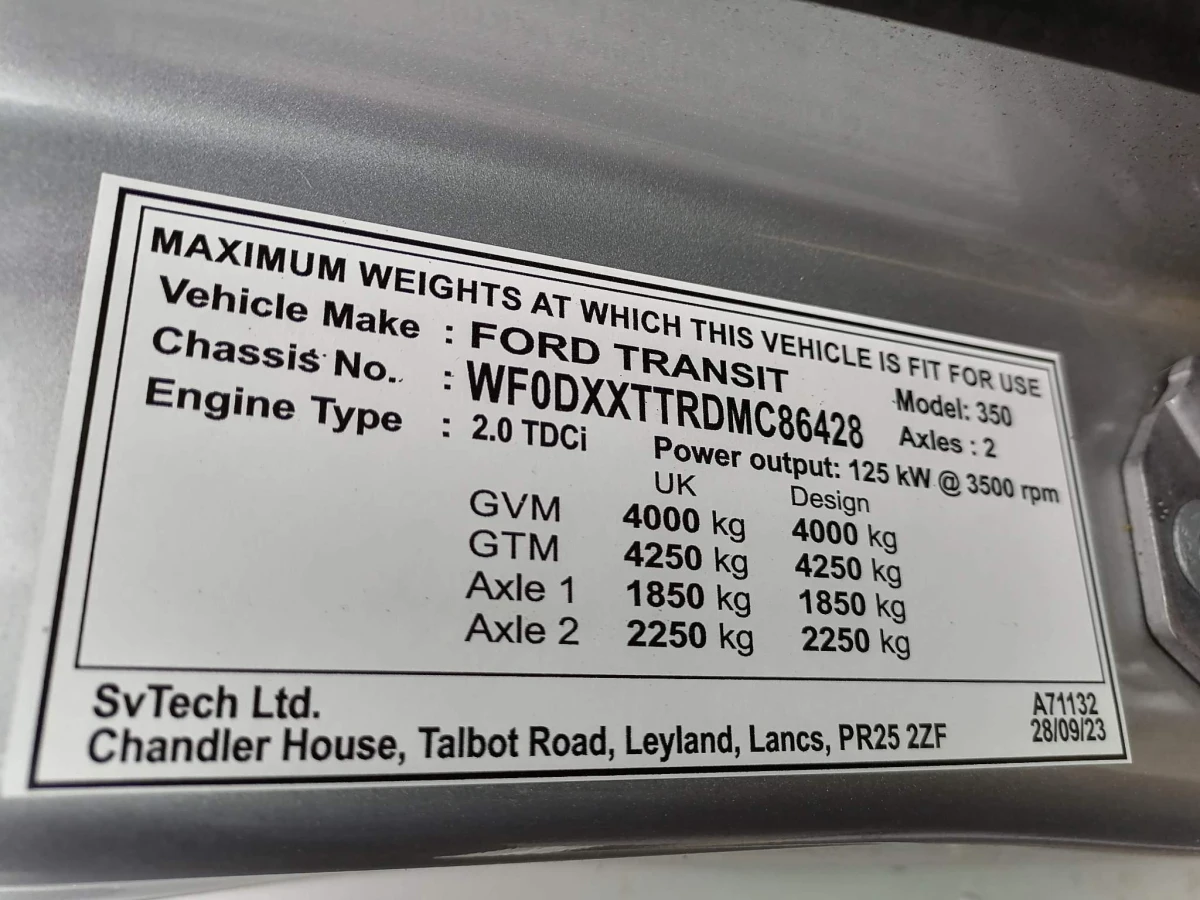 MAXIMUM WEIGHTS AT WHICH THIS VEHICLE IS FIT FOR USE
Vehicle Make : FORD TRANSIT Model: 350
Chassis No. : WF0DXXTTRDMC86428 Axles : 2
Engine Type : 2.0 TDCi Power output: 125 kW @ 3500 rpm
UK Design
GVM 4000 kg 4000 kg
GTM 4250 kg 4250 kg
Axle 1 1850 kg 1850 kg
Axle 2 2250 kg 2250 kg
SvTech Ltd. A71132
Chandler House, Talbot Road, Leyland, Lancs, PR25 2ZF 28/09/23